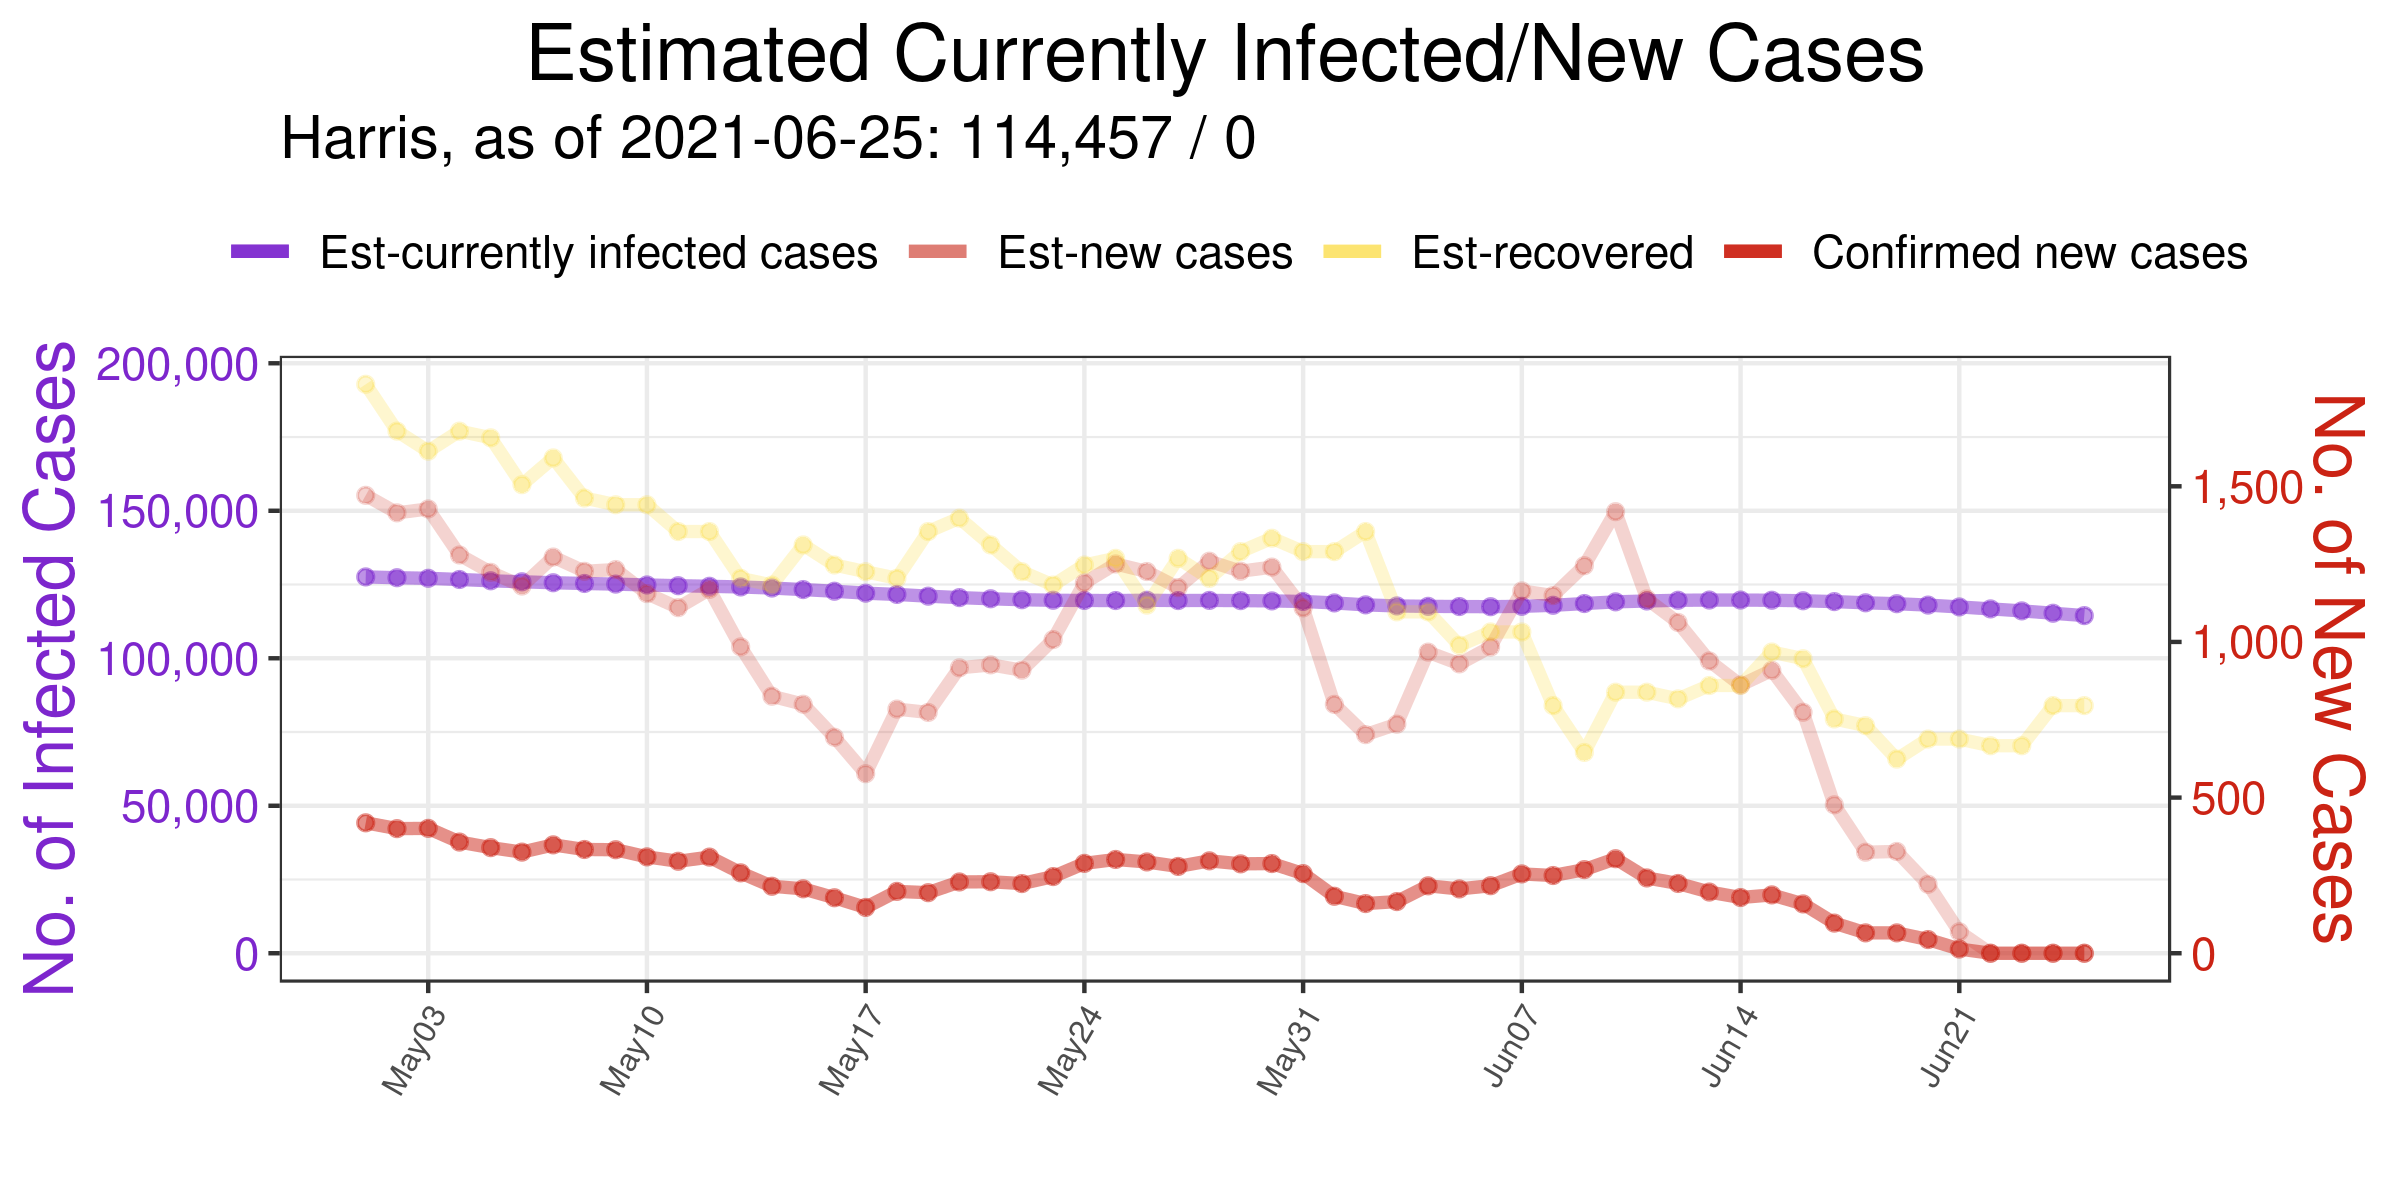 Estimated Currently Infected/New Cases
Harris, as of 2021-06-25: 114,457 / 0
Est-currently infected cases Est-new cases Est-recovered Confirmed new cases
No. of Infected Cases
200,000
150,000
100,000
50,000
0
1,500
1,000
500
0
No. of New Cases
May03 May10 May17 May24 May31 Jun07 Jun14 Jun21